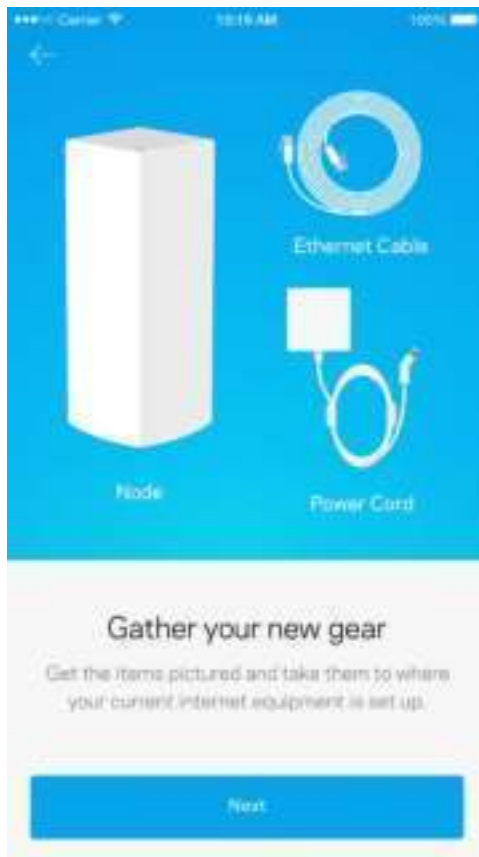 Carrier 10:19 AM 100%
Ethernet Cable
Node
Power Cord
Gather your new gear
Get the items pictured and take them to where
your current internet equipment is set up.
Next